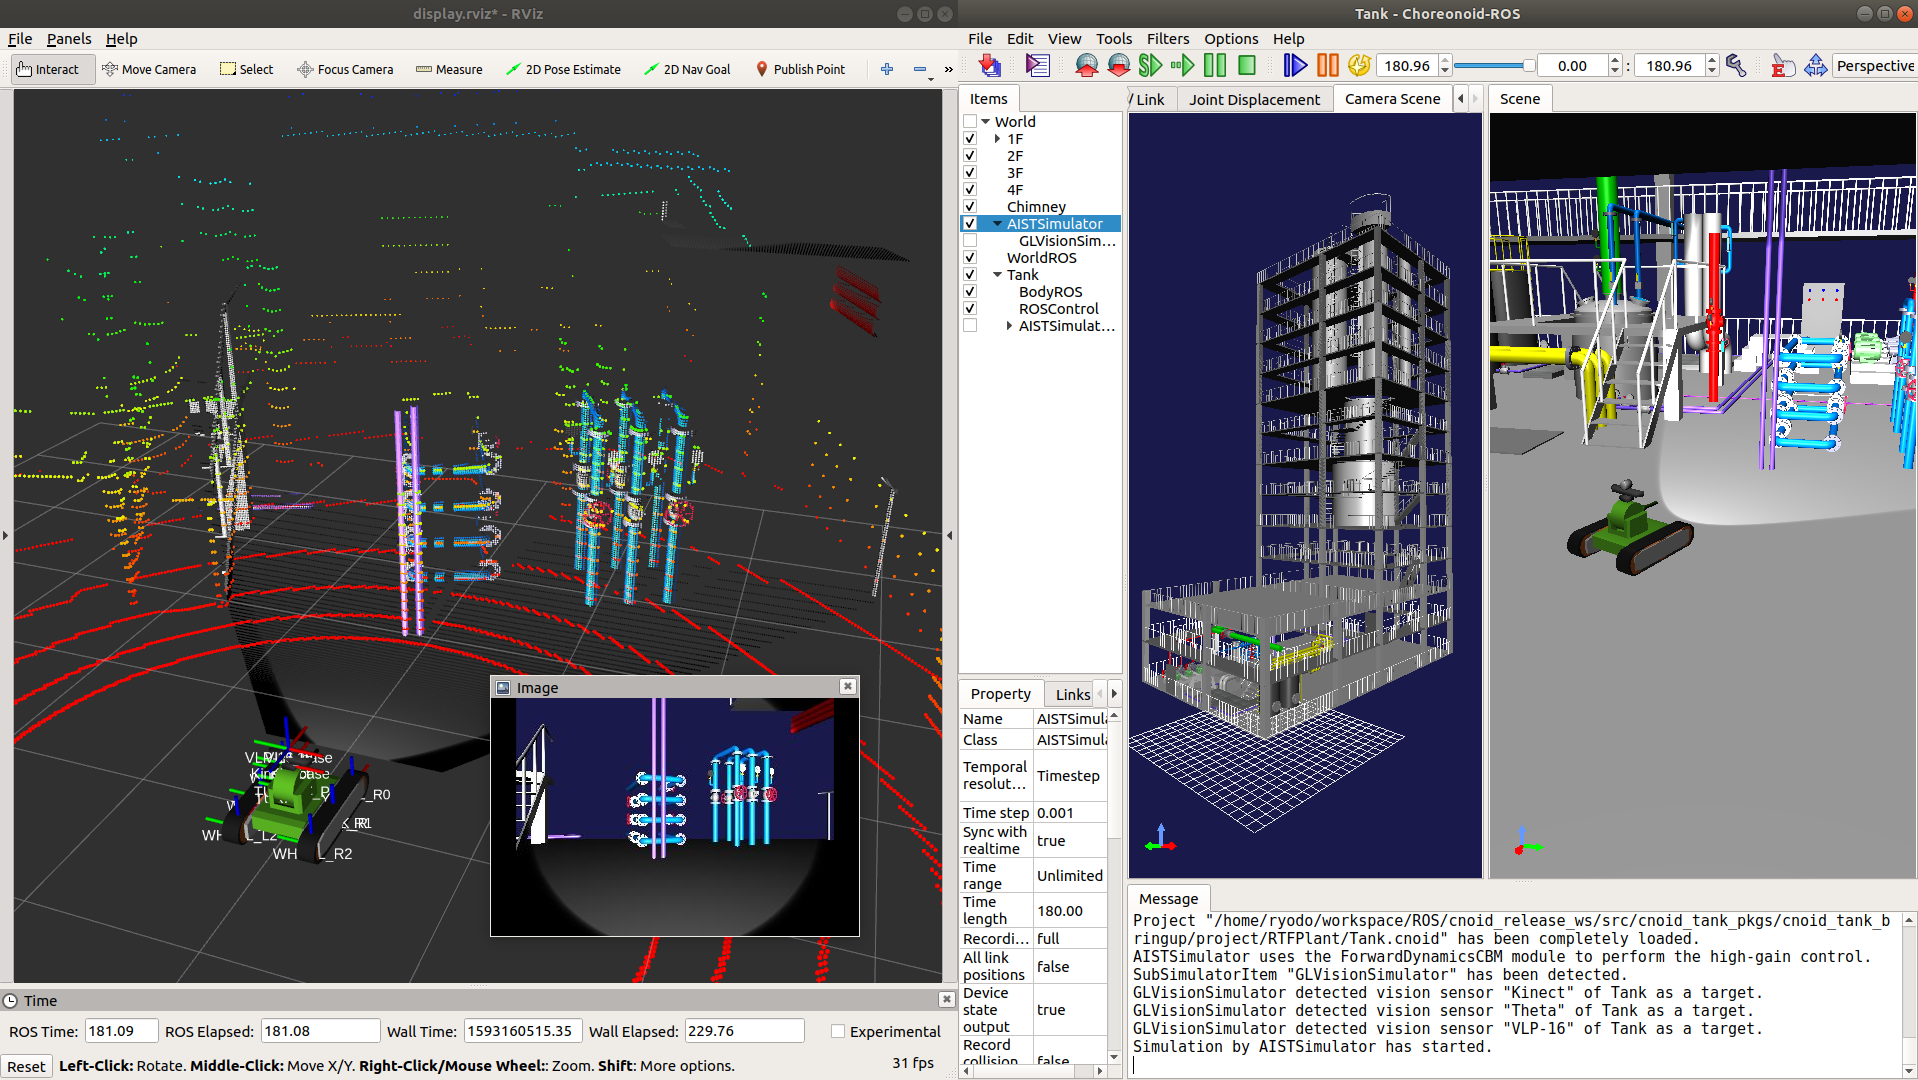 display.rviz* - RViz
File Panels Help
Interact Move Camera Select Focus Camera Measure 2D Pose Estimate 2D Nav Goal Publish Point »
WH
_R0
L_R2
WH
Image
Time
ROS Time: 181.09 ROS Elapsed: 181.08 Wall Time: 1593160515.35 Wall Elapsed: 229.76 Experimental
Reset Left-Click: Rotate. Middle-Click: Move X/Y. Right-Click/Mouse Wheel:: Zoom. Shift: More options. 31 fps
Tank - Choreonoid-ROS
File Edit View Tools Filters Options Help
180.96 0.00 : 180.96 Perspective
Items
World
1F
2F
3F
4F
Chimney
AISTSimulator
GLVisionSim...
WorldROS
Tank
BodyROS
ROSControl
AISTSimulat...
/ Link Joint Displacement Camera Scene
Scene
Property Links
Name AISTSimula
Class AISTSimula
Temporal resolut... Timestep
Time step 0.001
Sync with realtime true
Time range Unlimited
Time length 180.00
Recordi... full
All link positions false
Device state output true
Record collision false
Message
Project "/home/ryodo/workspace/ROS/cnoid_release_ws/src/cnoid_tank_pkgs/cnoid_tank_b
ringup/project/RTFPlant/Tank.cnoid" has been completely loaded.
AISTSimulator uses the ForwardDynamicsCBM module to perform the high-gain control.
SubSimulatorItem "GLVisionSimulator" has been detected.
GLVisionSimulator detected vision sensor "Kinect" of Tank as a target.
GLVisionSimulator detected vision sensor "Theta" of Tank as a target.
GLVisionSimulator detected vision sensor "VLP-16" of Tank as a target.
Simulation by AISTSimulator has started.